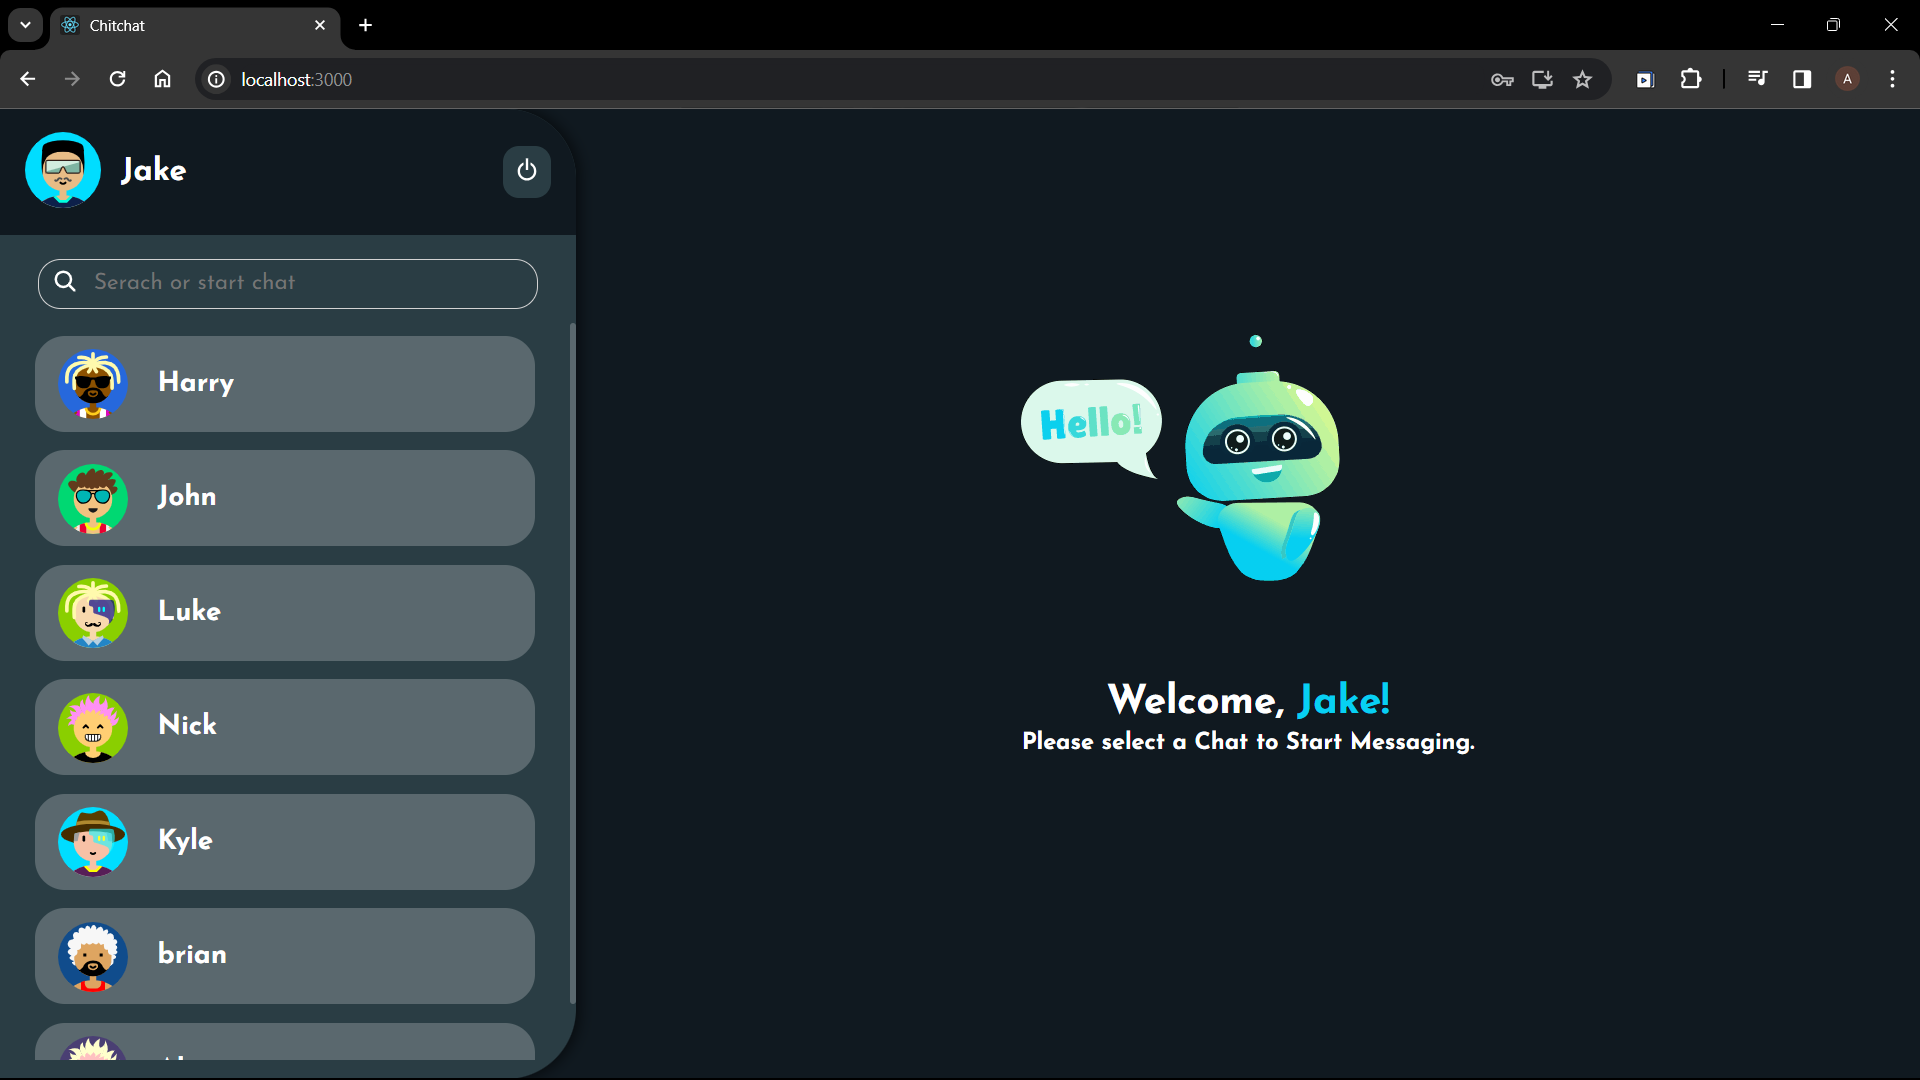 Chitchat
localhost:3000
A
Jake
Serach or start chat
Harry
John
Luke
Nick
Kyle
brian
Hello!
Welcome, Jake!
Please select a Chat to Start Messaging.